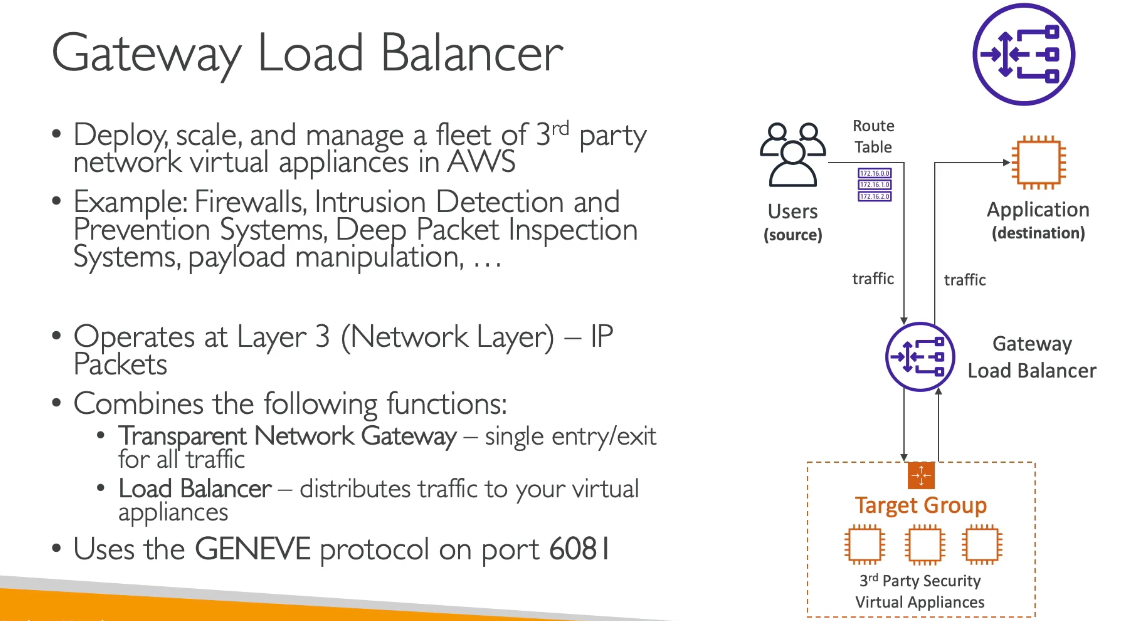 Gateway Load Balancer
• Deploy, scale, and manage a fleet of 3rd party
network virtual appliances in AWS
• Example: Firewalls, Intrusion Detection and
Prevention Systems, Deep Packet Inspection
Systems, payload manipulation, …
• Operates at Layer 3 (Network Layer) – IP
Packets
• Combines the following functions:
• Transparent Network Gateway – single entry/exit
for all traffic
• Load Balancer – distributes traffic to your virtual
appliances
• Uses the GENEVE protocol on port 6081
Route
Table
172.16.0.0
172.16.1.0
172.16.2.0
Users
(source)
Application
(destination)
traffic
traffic
Gateway
Load Balancer
Target Group
3rd Party Security
Virtual Appliances